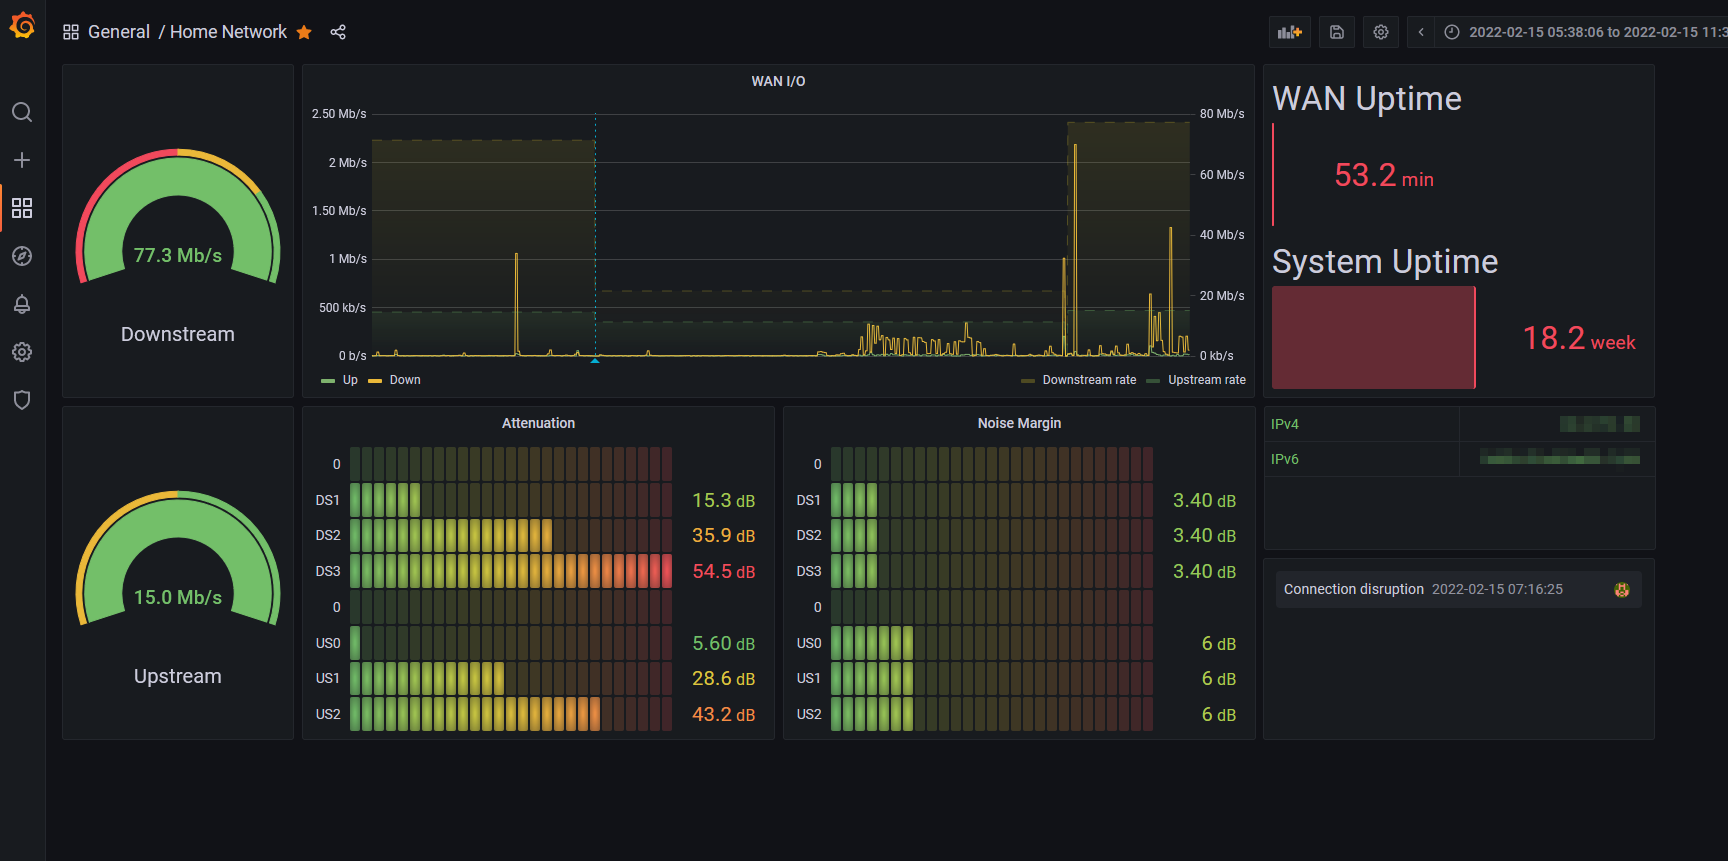 General / Home Network
2022-02-15 05:38:06 to 2022-02-15 11:3
WAN I/O
2.50 Mb/s
2 Mb/s
1.50 Mb/s
1 Mb/s
500 kb/s
0 b/s
80 Mb/s
60 Mb/s
40 Mb/s
20 Mb/s
0 kb/s
Up Down
Downstream rate Upstream rate
77.3 Mb/s
Downstream
WAN Uptime
53.2 min
System Uptime
18.2 week
15.0 Mb/s
Upstream
Attenuation
0
DS1 15.3 dB
DS2 35.9 dB
DS3 54.5 dB
0
US0 5.60 dB
US1 28.6 dB
US2 43.2 dB
Noise Margin
0
DS1 3.40 dB
DS2 3.40 dB
DS3 3.40 dB
0
US0 6 dB
US1 6 dB
US2 6 dB
IPv4
IPv6
Connection disruption 2022-02-15 07:16:25